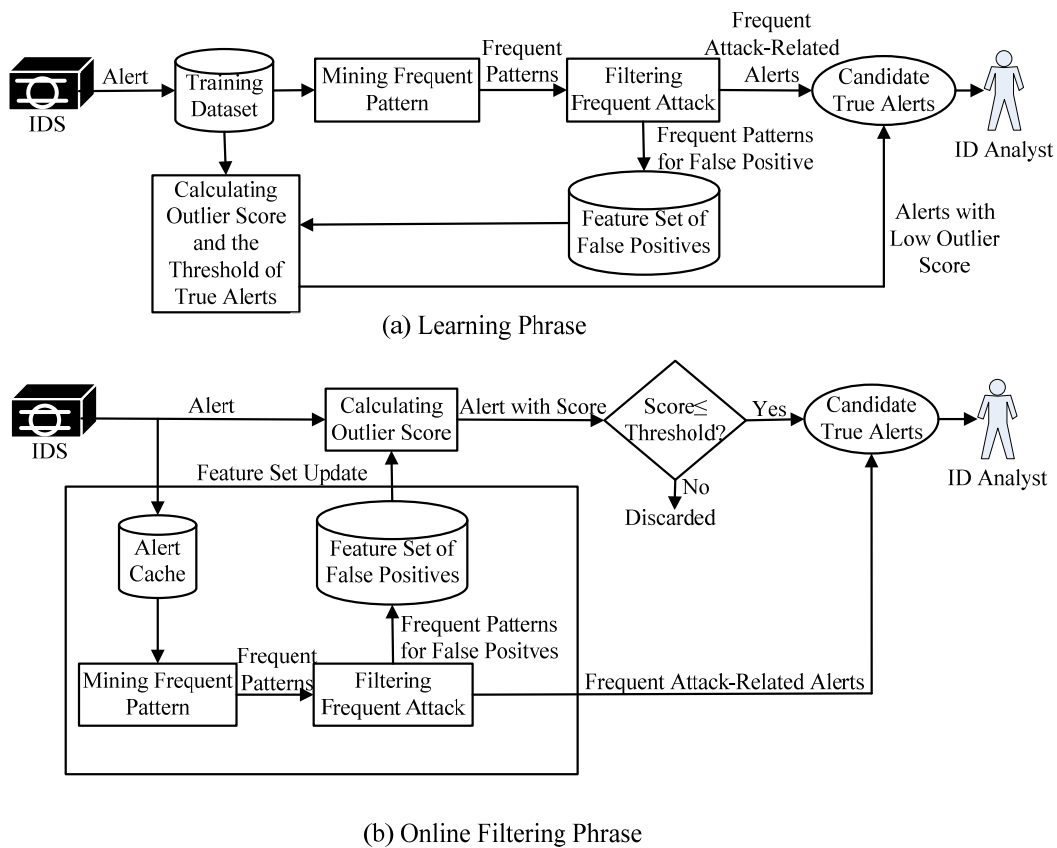 IDS
Alert
Training
Dataset
Mining Frequent
Pattern
Frequent
Patterns
Filtering
Frequent Attack
Frequent
Attack-Related
Alerts
Candidate
True Alerts
ID Analyst
Frequent Patterns
for False Positive
Calculating
Outlier Score
and the
Threshold of
True Alerts
Feature Set of
False Positives
Alerts with
Low Outlier
Score
(a) Learning Phrase
IDS
Alert
Calculating
Outlier Score
Alert with Score
Score≤
Threshold?
Yes
Candidate
True Alerts
ID Analyst
No
Discarded
Feature Set Update
Alert
Cache
Feature Set of
False Positives
Frequent Patterns
for False Positves
Mining Frequent
Pattern
Frequent
Patterns
Filtering
Frequent Attack
Frequent Attack-Related Alerts
(b) Online Filtering Phrase